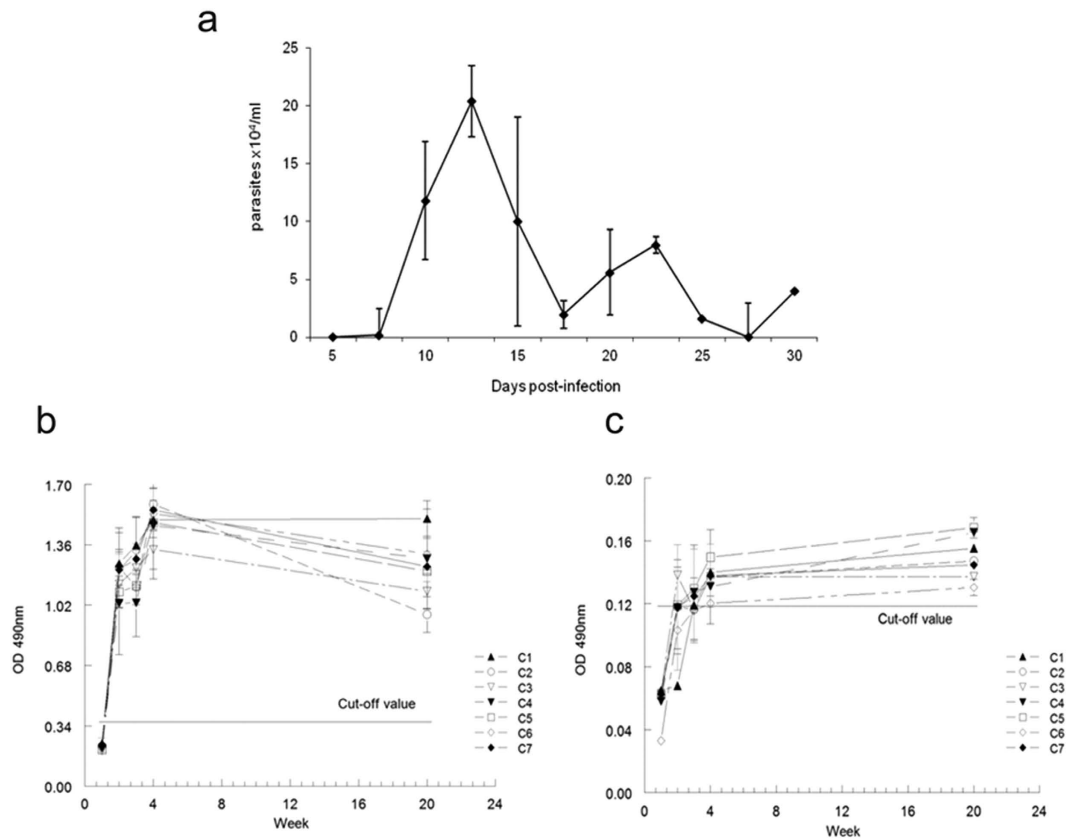 a
25
20
15
10
5
0
parasites x10⁴/ml
5 10 15 20 25 30
Days post-infection
b
1.70
1.36
1.02
0.68
0.34
0.00
OD 490nm
Cut-off value
C1
C2
C3
C4
C5
C6
C7
0 4 8 12 16 20 24
Week
c
0.20
0.16
0.12
0.08
0.04
0.00
OD 490nm
Cut-off value
C1
C2
C3
C4
C5
C6
C7
0 4 8 12 16 20 24
Week